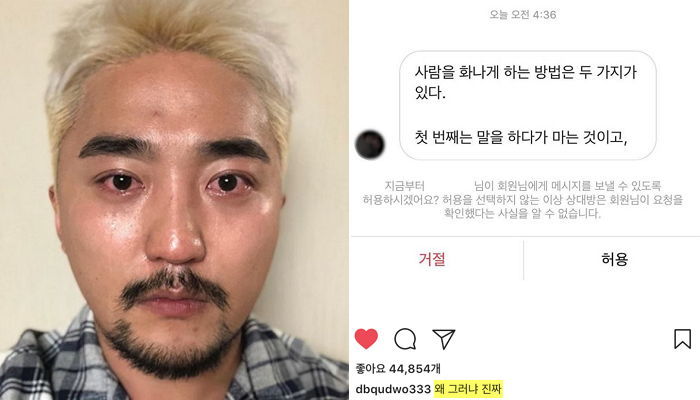 오늘 오전 4:36
사람을 화나게 하는 방법은 두 가지가
있다.
첫 번째는 말을 하다가 마는 것이고,
지금부터 님이 회원님에게 메시지를 보낼 수 있도록
허용하시겠어요? 허용을 선택하지 않는 이상 상대방은 회원님이 요청을
확인했다는 사실을 알 수 없습니다.
거절 허용
좋아요 44,854개
dbqudwo333 왜 그러냐 진짜